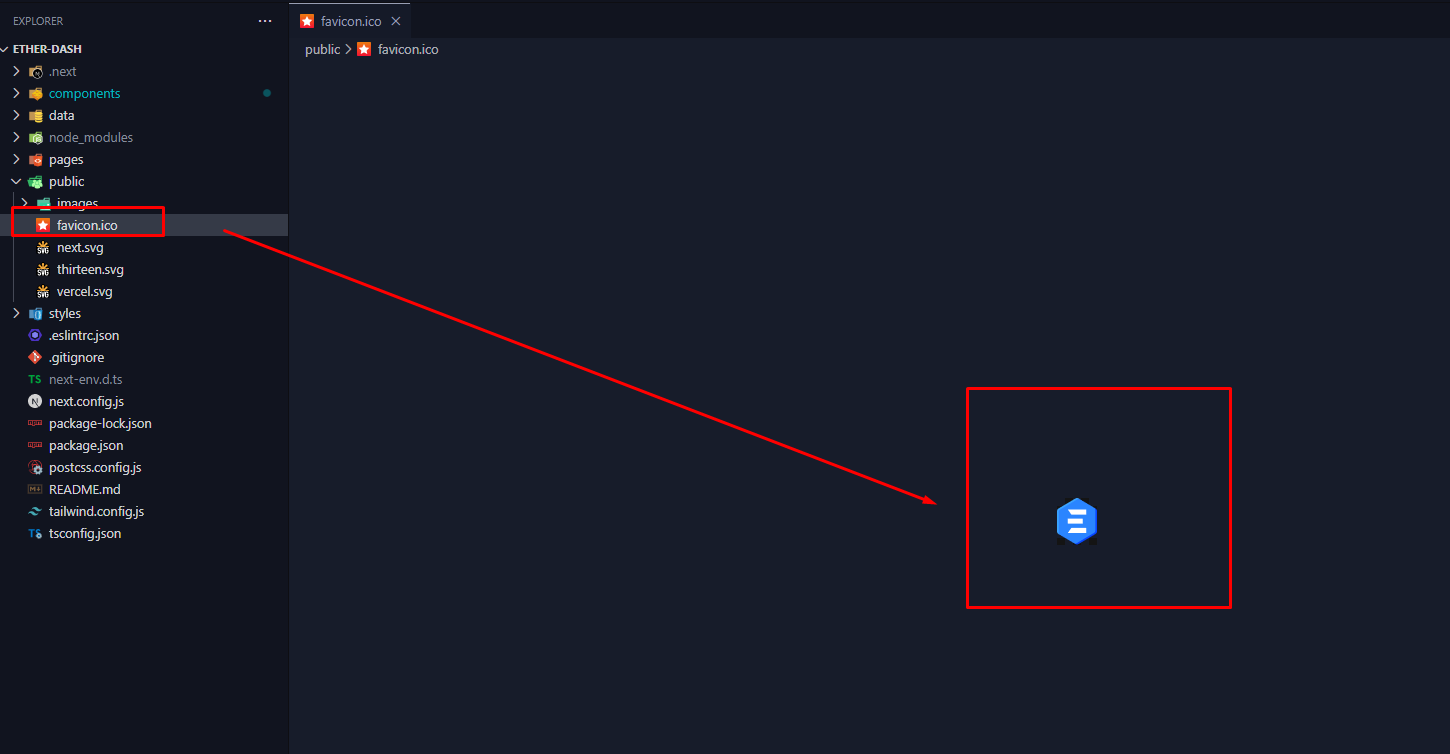 EXPLORER
ETHER-DASH
.next
components
data
node_modules
pages
public
images
favicon.ico
next.svg
thirteen.svg
vercel.svg
styles
.eslintrc.json
.gitignore
TS next-env.d.ts
N next.config.js
package-lock.json
package.json
postcss.config.js
README.md
tailwind.config.js
TS tsconfig.json
favicon.ico
public > favicon.ico